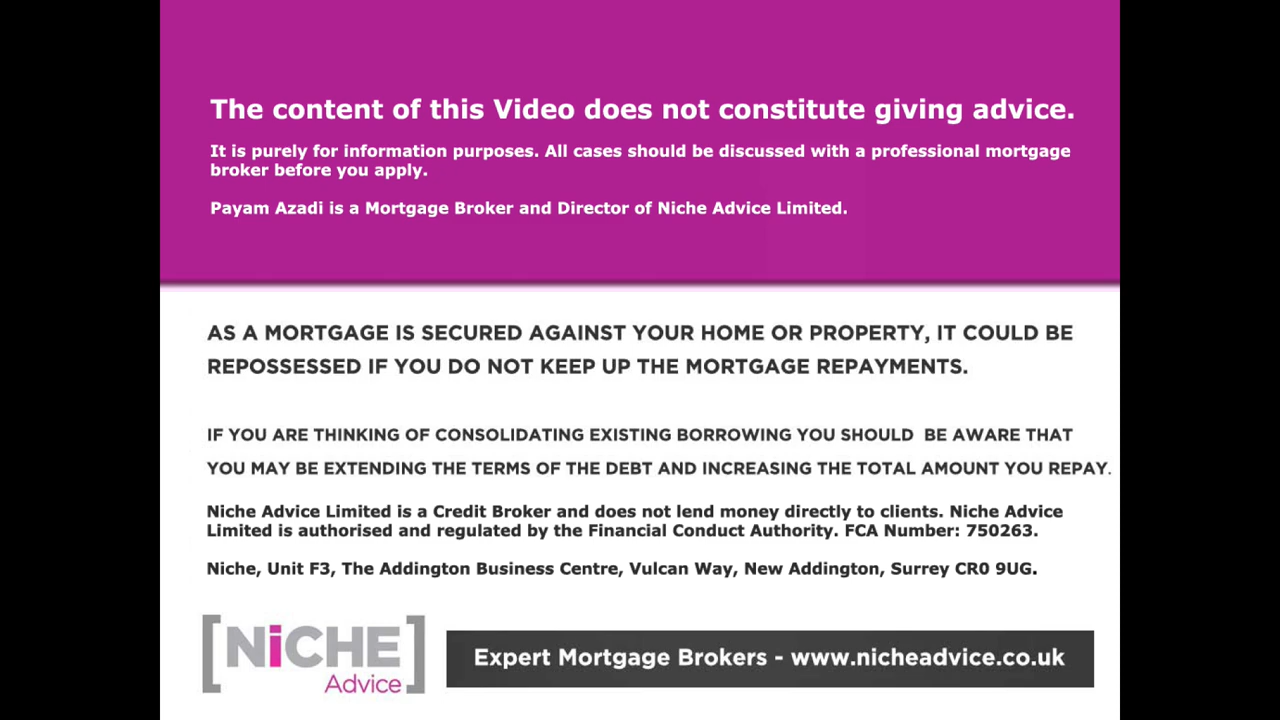 The content of this Video does not constitute giving advice.
It is purely for information purposes. All cases should be discussed with a professional mortgage
broker before you apply.
Payam Azadi is a Mortgage Broker and Director of Niche Advice Limited.
AS A MORTGAGE IS SECURED AGAINST YOUR HOME OR PROPERTY, IT COULD BE
REPOSSESSED IF YOU DO NOT KEEP UP THE MORTGAGE REPAYMENTS.
IF YOU ARE THINKING OF CONSOLIDATING EXISTING BORROWING YOU SHOULD BE AWARE THAT
YOU MAY BE EXTENDING THE TERMS OF THE DEBT AND INCREASING THE TOTAL AMOUNT YOU REPAY.
Niche Advice Limited is a Credit Broker and does not lend money directly to clients. Niche Advice
Limited is authorised and regulated by the Financial Conduct Authority. FCA Number: 750263.
Niche, Unit F3, The Addington Business Centre, Vulcan Way, New Addington, Surrey CR0 9UG.
[NiCHE
Advice]
Expert Mortgage Brokers - www.nicheadvice.co.uk